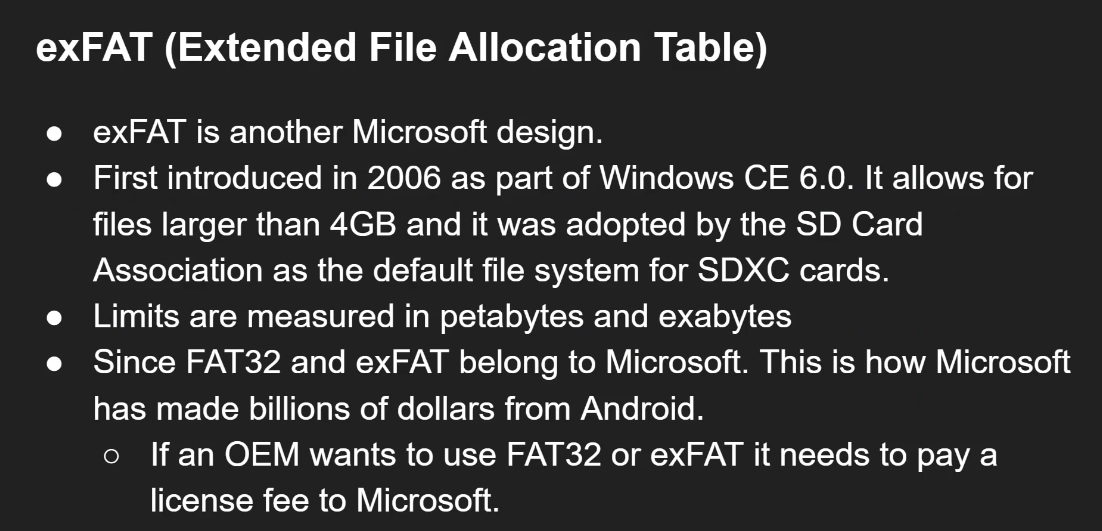 exFAT (Extended File Allocation Table)
● exFAT is another Microsoft design.
● First introduced in 2006 as part of Windows CE 6.0. It allows for
files larger than 4GB and it was adopted by the SD Card
Association as the default file system for SDXC cards.
● Limits are measured in petabytes and exabytes
● Since FAT32 and exFAT belong to Microsoft. This is how Microsoft
has made billions of dollars from Android.
○ If an OEM wants to use FAT32 or exFAT it needs to pay a
license fee to Microsoft.